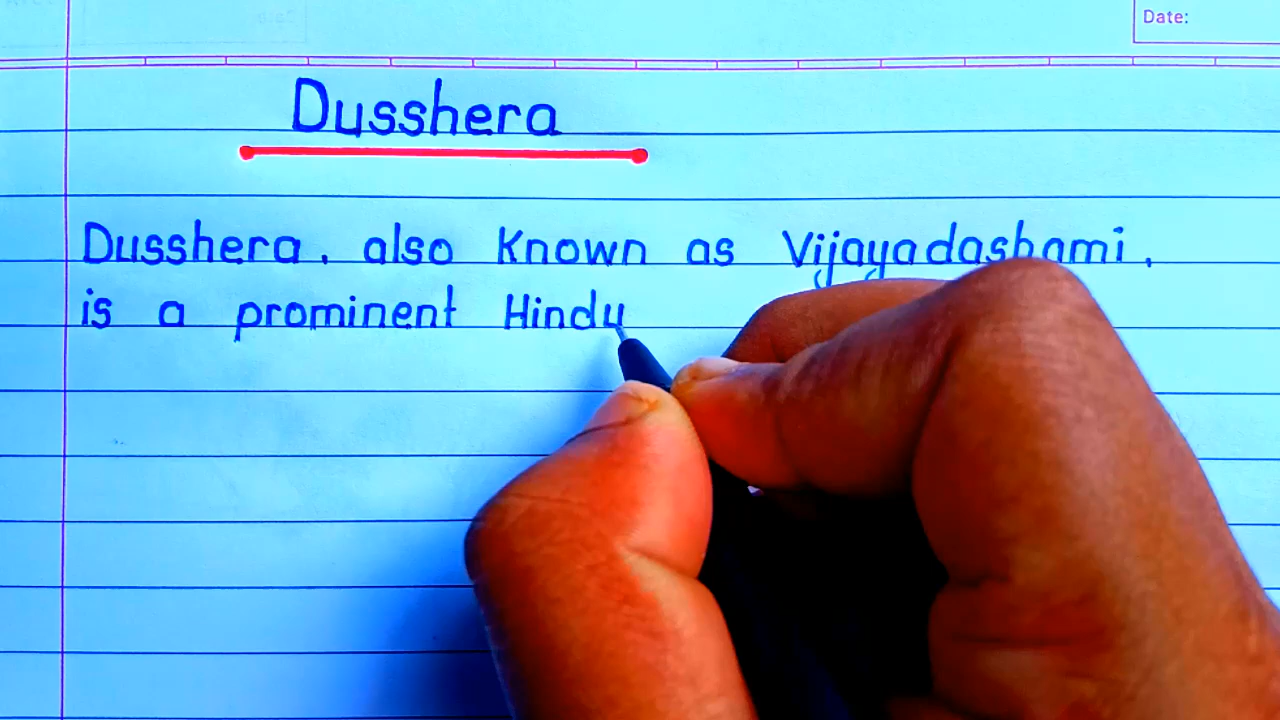 Date:
Dusshera
Dusshera, also Known as Vijayadashami,
is a prominent Hindu